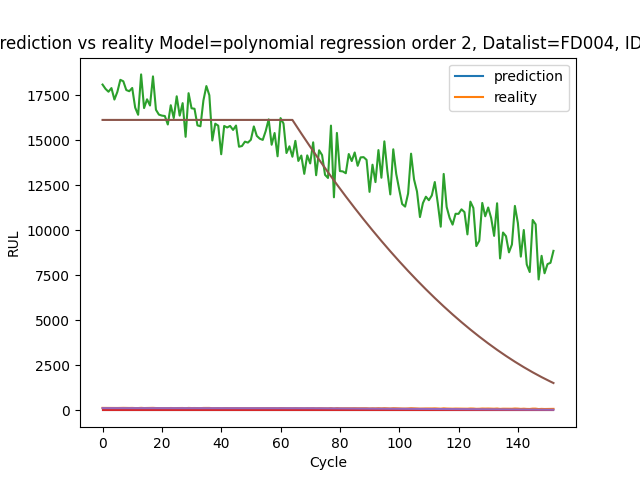 rediction vs reality Model=polynomial regression order 2, Datalist=FD004, ID
prediction
reality
17500
15000
12500
10000
7500
5000
2500
0
RUL
0 20 40 60 80 100 120 140
Cycle